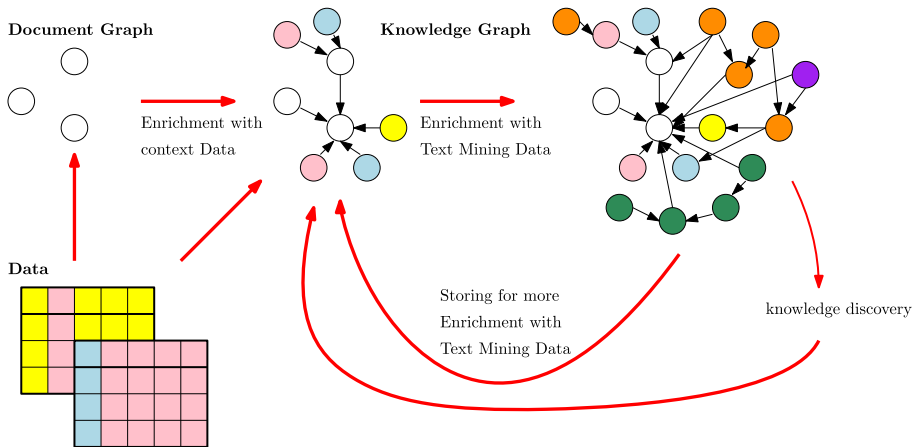 Document Graph
Knowledge Graph
Enrichment with
context Data
Enrichment with
Text Mining Data
Data
Storing for more
Enrichment with
Text Mining Data
knowledge discovery